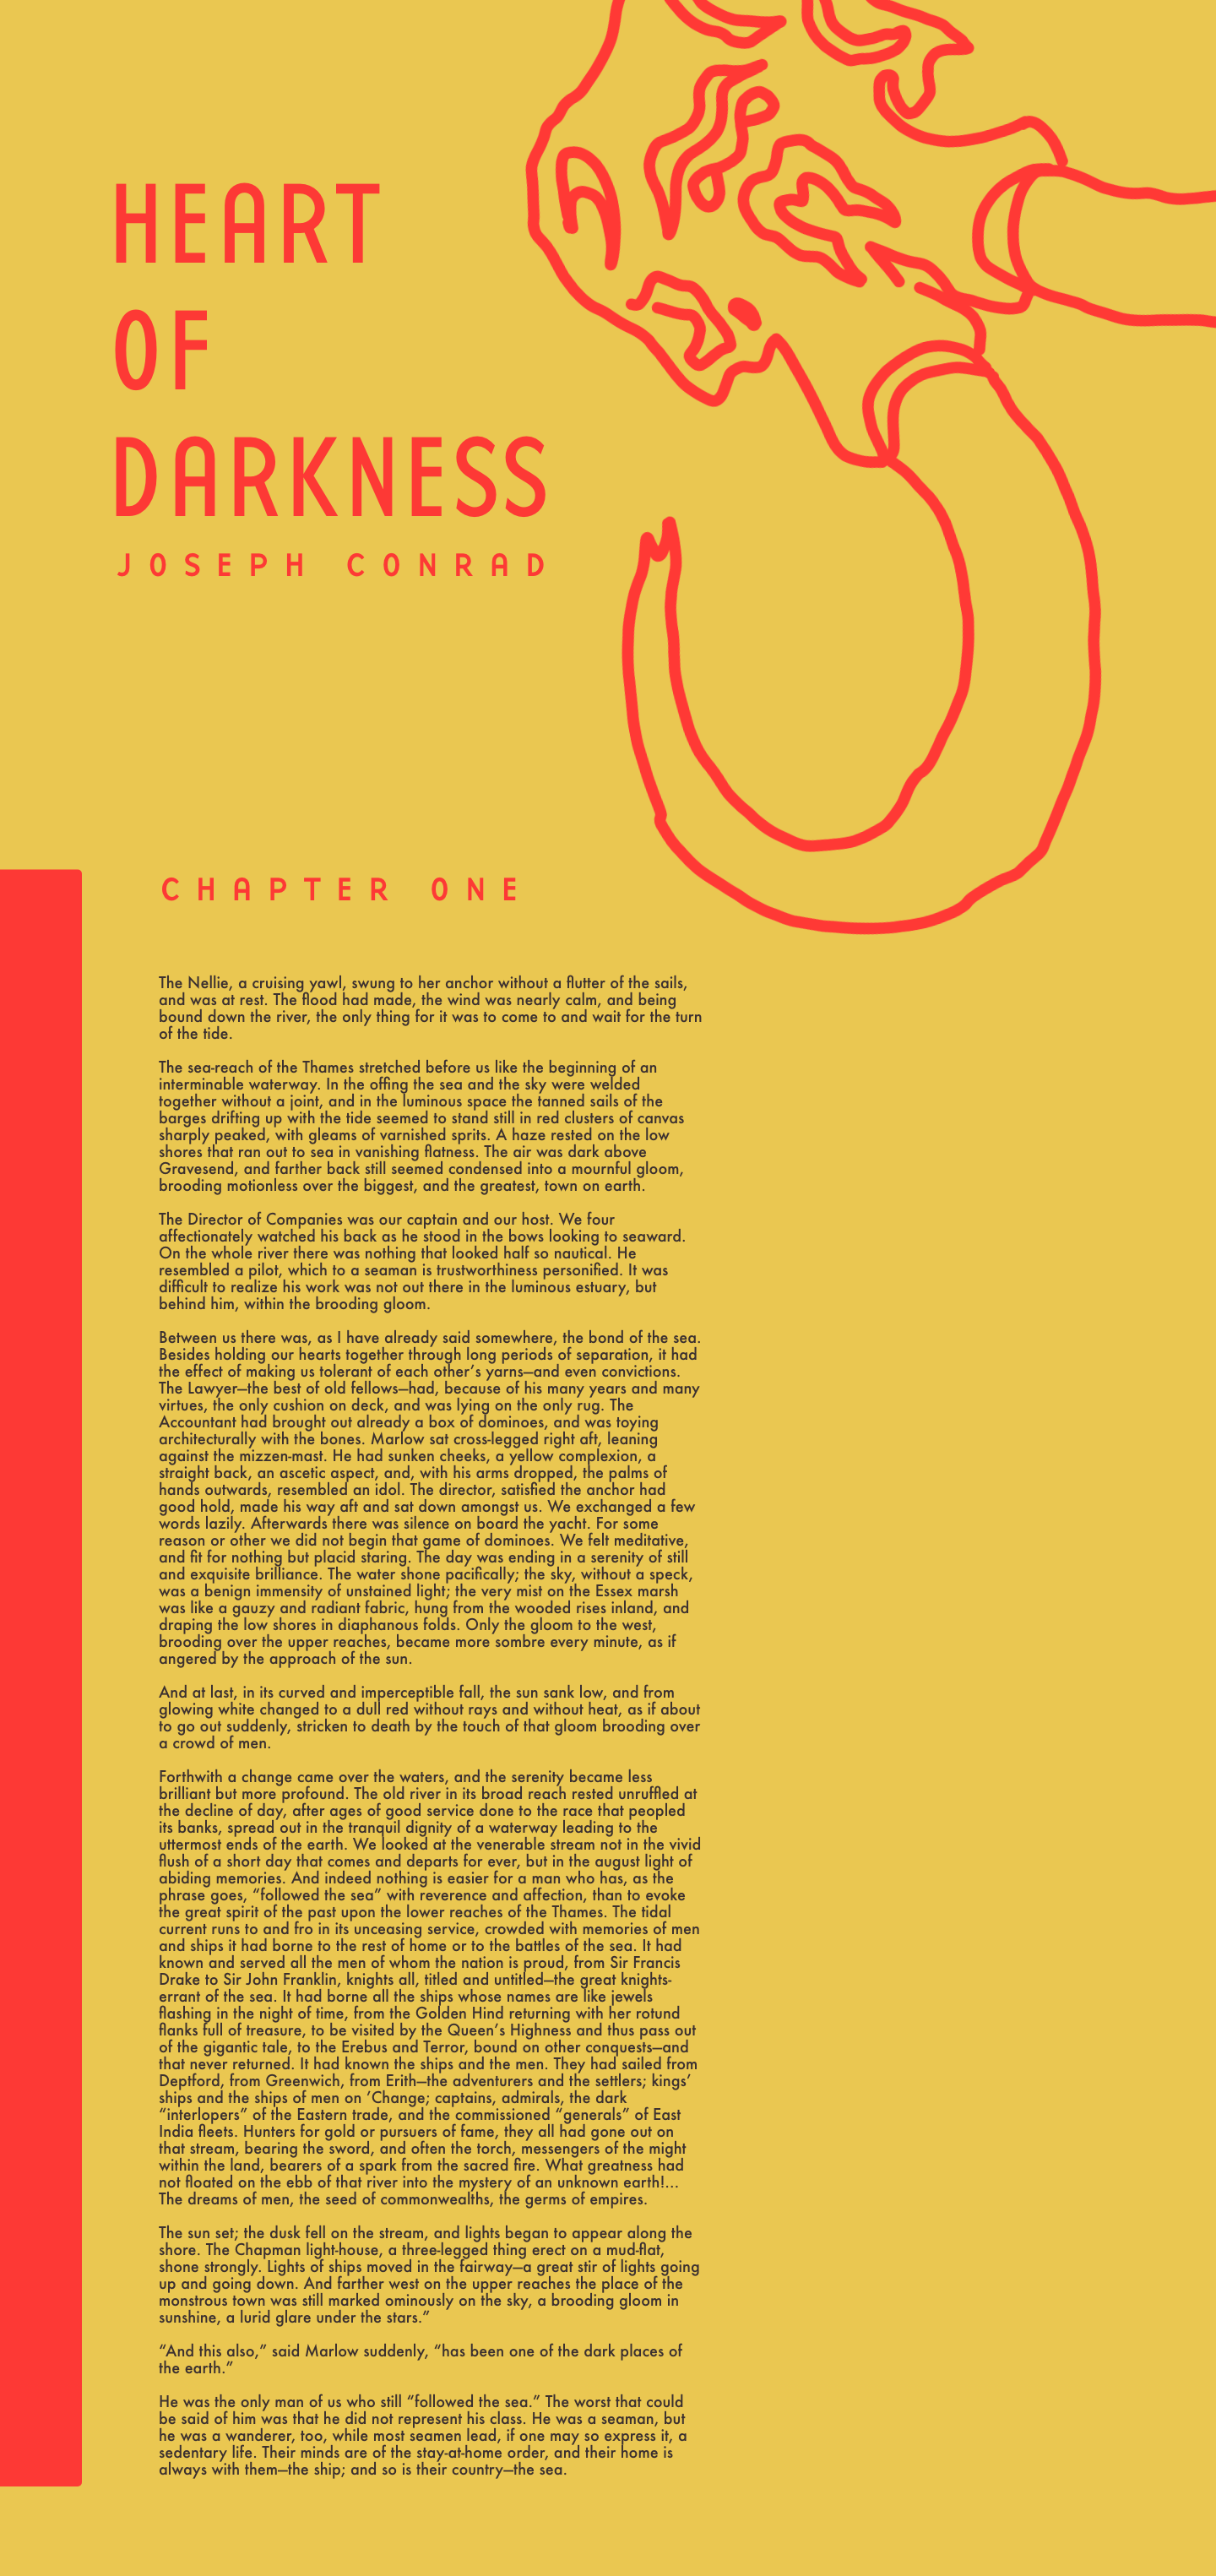 HEART
OF
DARKNESS
JOSEPH CONRAD
CHAPTER ONE
The Nellie, a cruising yawl, swung to her anchor without a flutter of the sails,
and was at rest. The flood had made, the wind was nearly calm, and being
bound down the river, the only thing for it was to come to and wait for the turn
of the tide.
The sea-reach of the Thames stretched before us like the beginning of an
interminable waterway. In the offing the sea and the sky were welded
together without a joint, and in the luminous space the tanned sails of the
barges drifting up with the tide seemed to stand still in red clusters of canvas
sharply peaked, with gleams of varnished sprits. A haze rested on the low
shores that ran out to sea in vanishing flatness. The air was dark above
Gravesend, and farther back still seemed condensed into a mournful gloom,
brooding motionless over the biggest, and the greatest, town on earth.
The Director of Companies was our captain and our host. We four
affectionately watched his back as he stood in the bows looking to seaward.
On the whole river there was nothing that looked half so nautical. He
resembled a pilot, which to a seaman is trustworthiness personified. It was
difficult to realize his work was not out there in the luminous estuary, but
behind him, within the brooding gloom.
Between us there was, as I have already said somewhere, the bond of the sea.
Besides holding our hearts together through long periods of separation, it had
the effect of making us tolerant of each other’s yarns—and even convictions.
The Lawyer—the best of old fellows—had, because of his many years and many
virtues, the only cushion on deck, and was lying on the only rug. The
Accountant had brought out already a box of dominoes, and was toying
architecturally with the bones. Marlow sat cross-legged right aft, leaning
against the mizzen-mast. He had sunken cheeks, a yellow complexion, a
straight back, an ascetic aspect, and, with his arms dropped, the palms of
hands outwards, resembled an idol. The director, satisfied the anchor had
good hold, made his way aft and sat down amongst us. We exchanged a few
words lazily. Afterwards there was silence on board the yacht. For some
reason or other we did not begin that game of dominoes. We felt meditative,
and fit for nothing but placid staring. The day was ending in a serenity of still
and exquisite brilliance. The water shone pacifically; the sky, without a speck,
was a benign immensity of unstained light; the very mist on the Essex marsh
was like a gauzy and radiant fabric, hung from the wooded rises inland, and
draping the low shores in diaphanous folds. Only the gloom to the west,
brooding over the upper reaches, became more sombre every minute, as if
angered by the approach of the sun.
And at last, in its curved and imperceptible fall, the sun sank low, and from
glowing white changed to a dull red without rays and without heat, as if about
to go out suddenly, stricken to death by the touch of that gloom brooding over
a crowd of men.
Forthwith a change came over the waters, and the serenity became less
brilliant but more profound. The old river in its broad reach rested unruffled at
the decline of day, after ages of good service done to the race that peopled
its banks, spread out in the tranquil dignity of a waterway leading to the
uttermost ends of the earth. We looked at the venerable stream not in the vivid
flush of a short day that comes and departs for ever, but in the august light of
abiding memories. And indeed nothing is easier for a man who has, as the
phrase goes, “followed the sea” with reverence and affection, than to evoke
the great spirit of the past upon the lower reaches of the Thames. The tidal
current runs to and fro in its unceasing service, crowded with memories of men
and ships it had borne to the rest of home or to the battles of the sea. It had
known and served all the men of whom the nation is proud, from Sir Francis
Drake to Sir John Franklin, knights all, titled and untitled—the great knights-
errant of the sea. It had borne all the ships whose names are like jewels
flashing in the night of time, from the Golden Hind returning with her rotund
flanks full of treasure, to be visited by the Queen’s Highness and thus pass out
of the gigantic tale, to the Erebus and Terror, bound on other conquests—and
that never returned. It had known the ships and the men. They had sailed from
Deptford, from Greenwich, from Erith—the adventurers and the settlers; kings’
ships and the ships of men on ’Change; captains, admirals, the dark
“interlopers” of the Eastern trade, and the commissioned “generals” of East
India fleets. Hunters for gold or pursuers of fame, they all had gone out on
that stream, bearing the sword, and often the torch, messengers of the might
within the land, bearers of a spark from the sacred fire. What greatness had
not floated on the ebb of that river into the mystery of an unknown earth!...
The dreams of men, the seed of commonwealths, the germs of empires.
The sun set; the dusk fell on the stream, and lights began to appear along the
shore. The Chapman light-house, a three-legged thing erect on a mud-flat,
shone strongly. Lights of ships moved in the fairway—a great stir of lights going
up and going down. And farther west on the upper reaches the place of the
monstrous town was still marked ominously on the sky, a brooding gloom in
sunshine, a lurid glare under the stars.”
“And this also,” said Marlow suddenly, “has been one of the dark places of
the earth.”
He was the only man of us who still “followed the sea.” The worst that could
be said of him was that he did not represent his class. He was a seaman, but
he was a wanderer, too, while most seamen lead, if one may so express it, a
sedentary life. Their minds are of the stay-at-home order, and their home is
always with them—the ship; and so is their country—the sea.